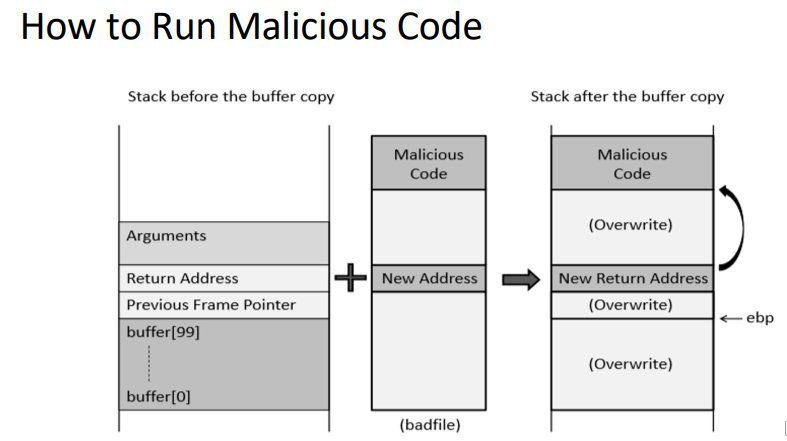 How to Run Malicious Code
Stack before the buffer copy
Stack after the buffer copy
Arguments
Return Address
Previous Frame Pointer
buffer[99]
buffer[0]
Malicious
Code
New Address
(badfile)
Malicious
Code
(Overwrite)
New Return Address
(Overwrite)
ebp
(Overwrite)